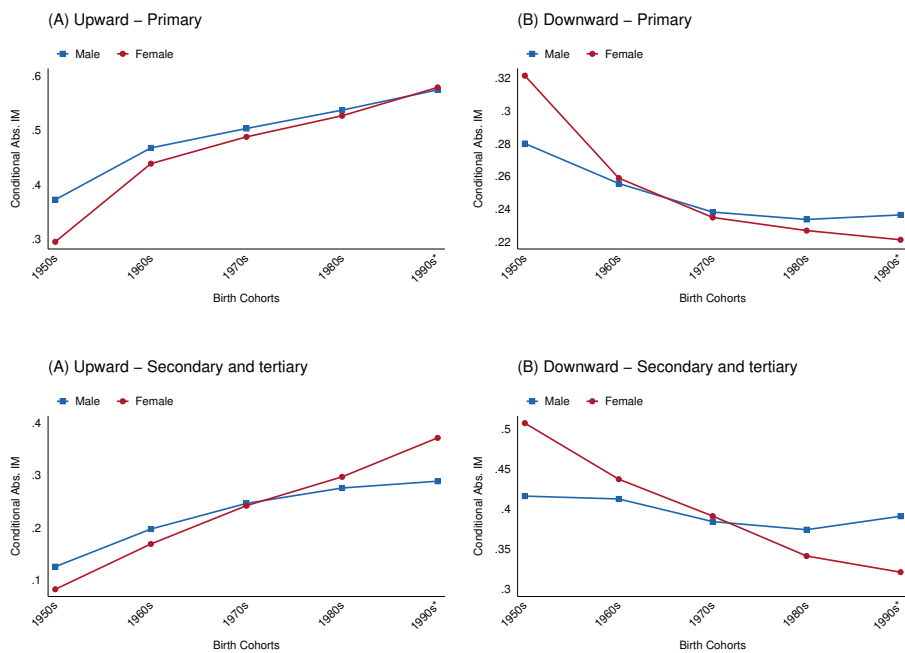 (A) Upward – Primary
Male Female
Conditional Abs. IM
.6
.5
.4
.3
1950s 1960s 1970s 1980s 1990s*
Birth Cohorts
(B) Downward – Primary
Male Female
Conditional Abs. IM
.32
.3
.28
.26
.24
.22
1950s 1960s 1970s 1980s 1990s*
Birth Cohorts
(A) Upward – Secondary and tertiary
Male Female
Conditional Abs. IM
.4
.3
.2
.1
1950s 1960s 1970s 1980s 1990s*
Birth Cohorts
(B) Downward – Secondary and tertiary
Male Female
Conditional Abs. IM
.5
.45
.4
.35
.3
1950s 1960s 1970s 1980s 1990s*
Birth Cohorts